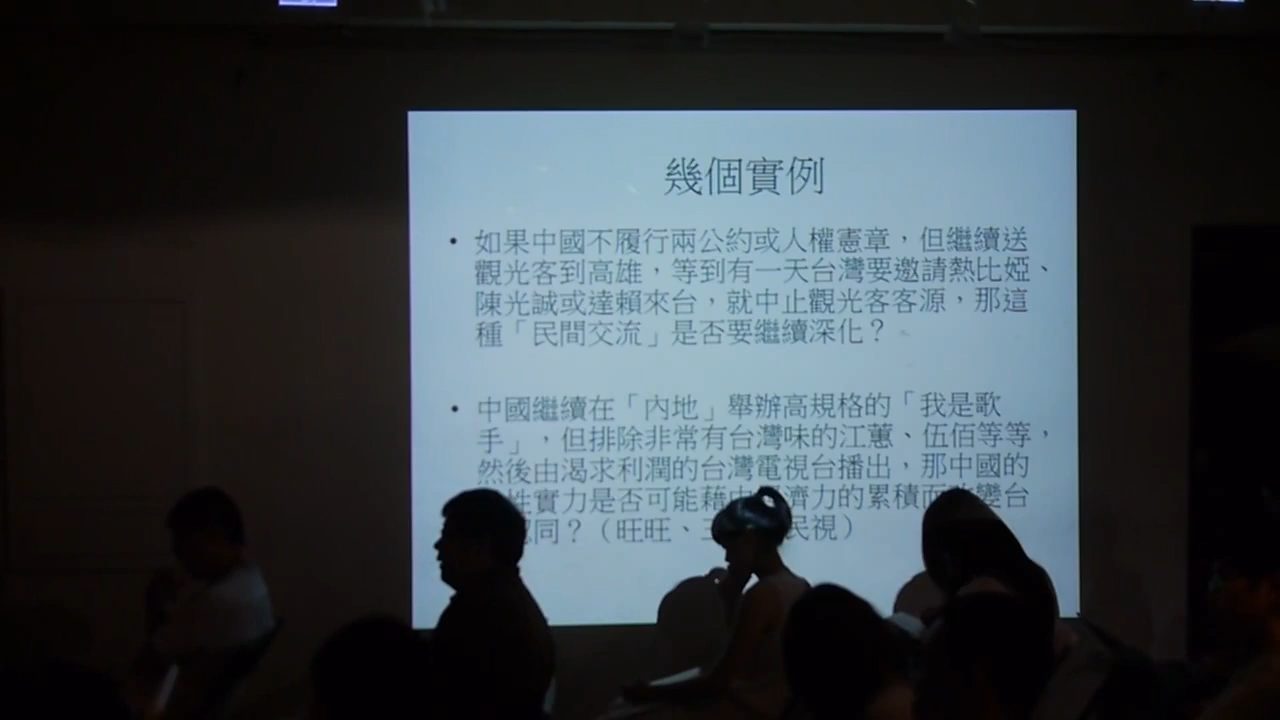 幾個實例
• 如果中國不履行兩公約或人權憲章，但繼續送
觀光客到高雄，等到有一天台灣要邀請熱比婭、
陳光誠或達賴來台，就中止觀光客客源，那這
種「民間交流」是否要繼續深化？
• 中國繼續在「內地」舉辦高規格的「我是歌
手」，但排除非常有台灣味的江蕙、伍佰等等，
然後由渴求利潤的台灣電視台播出，那中國的
性實力是否可能藉由 濟力的累積而改變台
同？（旺旺、 民視）